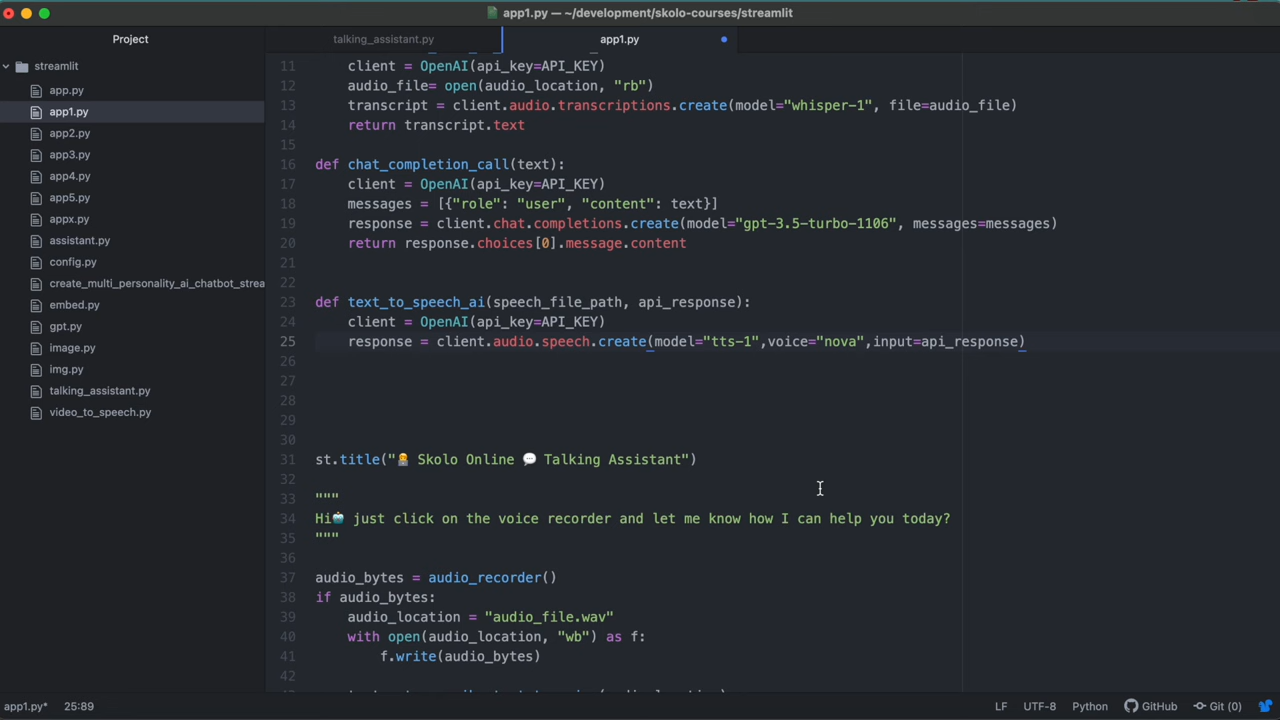 app1.py — ~/development/skolo-courses/streamlit
Project
talking_assistant.py
app1.py
streamlit
app.py
app1.py
app2.py
app3.py
app4.py
app5.py
appx.py
assistant.py
config.py
create_multi_personality_ai_chatbot_strea
embed.py
gpt.py
image.py
img.py
talking_assistant.py
video_to_speech.py
11 client = OpenAI(api_key=API_KEY)
12 audio_file= open(audio_location, "rb")
13 transcript = client.audio.transcriptions.create(model="whisper-1", file=audio_file)
14 return transcript.text
15
16 def chat_completion_call(text):
17 client = OpenAI(api_key=API_KEY)
18 messages = [{"role": "user", "content": text}]
19 response = client.chat.completions.create(model="gpt-3.5-turbo-1106", messages=messages)
20 return response.choices[0].message.content
21
22
23 def text_to_speech_ai(speech_file_path, api_response):
24 client = OpenAI(api_key=API_KEY)
25 response = client.audio.speech.create(model="tts-1",voice="nova",input=api_response)
26
27
28
29
30
31 st.title("🧑‍💻 Skolo Online 💬 Talking Assistant")
32
33 """
34 Hi🤖 just click on the voice recorder and let me know how I can help you today?
35 """
36
37 audio_bytes = audio_recorder()
38 if audio_bytes:
39 audio_location = "audio_file.wav"
40 with open(audio_location, "wb") as f:
41 f.write(audio_bytes)
42
app1.py* 25:89 LF UTF-8 Python GitHub Git (0)